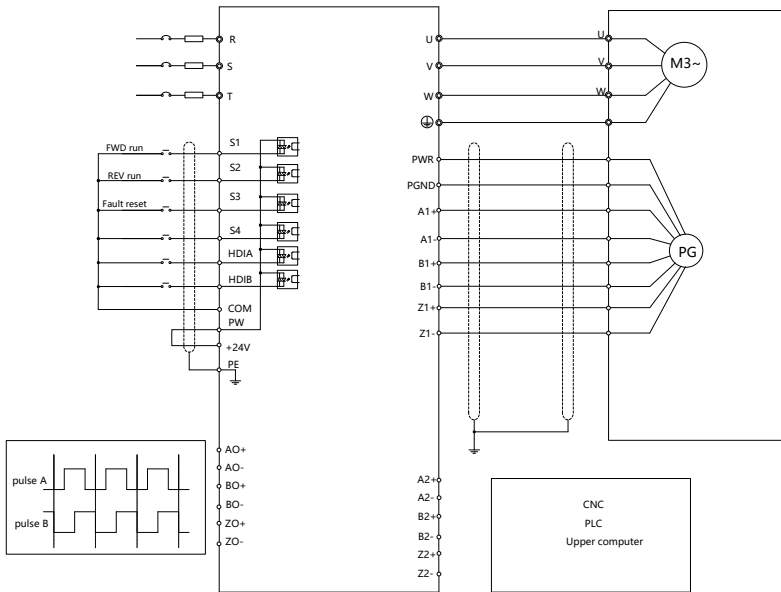 R
S
T
FWD run
REV run
Fault reset
S1
S2
S3
S4
HDIA
HDIB
COM
PW
+24V
PE
AO+
AO-
BO+
BO-
ZO+
ZO-
pulse A
pulse B
U
V
W
PWR
PGND
A1+
A1-
B1+
B1-
Z1+
Z1-
A2+
A2-
B2+
B2-
Z2+
Z2-
U
V
W
M3~
PG
CNC
PLC
Upper computer